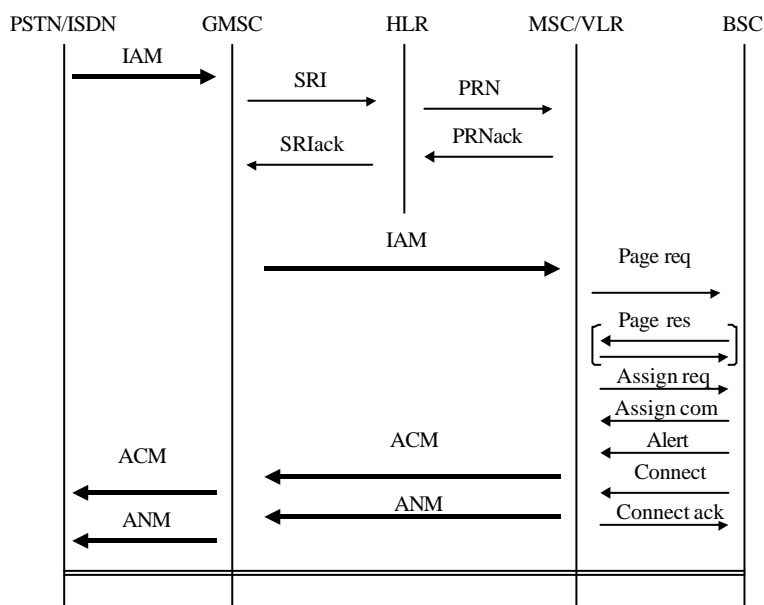 PSTN/ISDN GMSC HLR MSC/VLR BSC
IAM
SRI
PRN
SRIack
PRNack
IAM
Page req
Page res
Assign req
Assign com
Alert
ACM
ACM
Connect
ANM
Connect ack
ANM